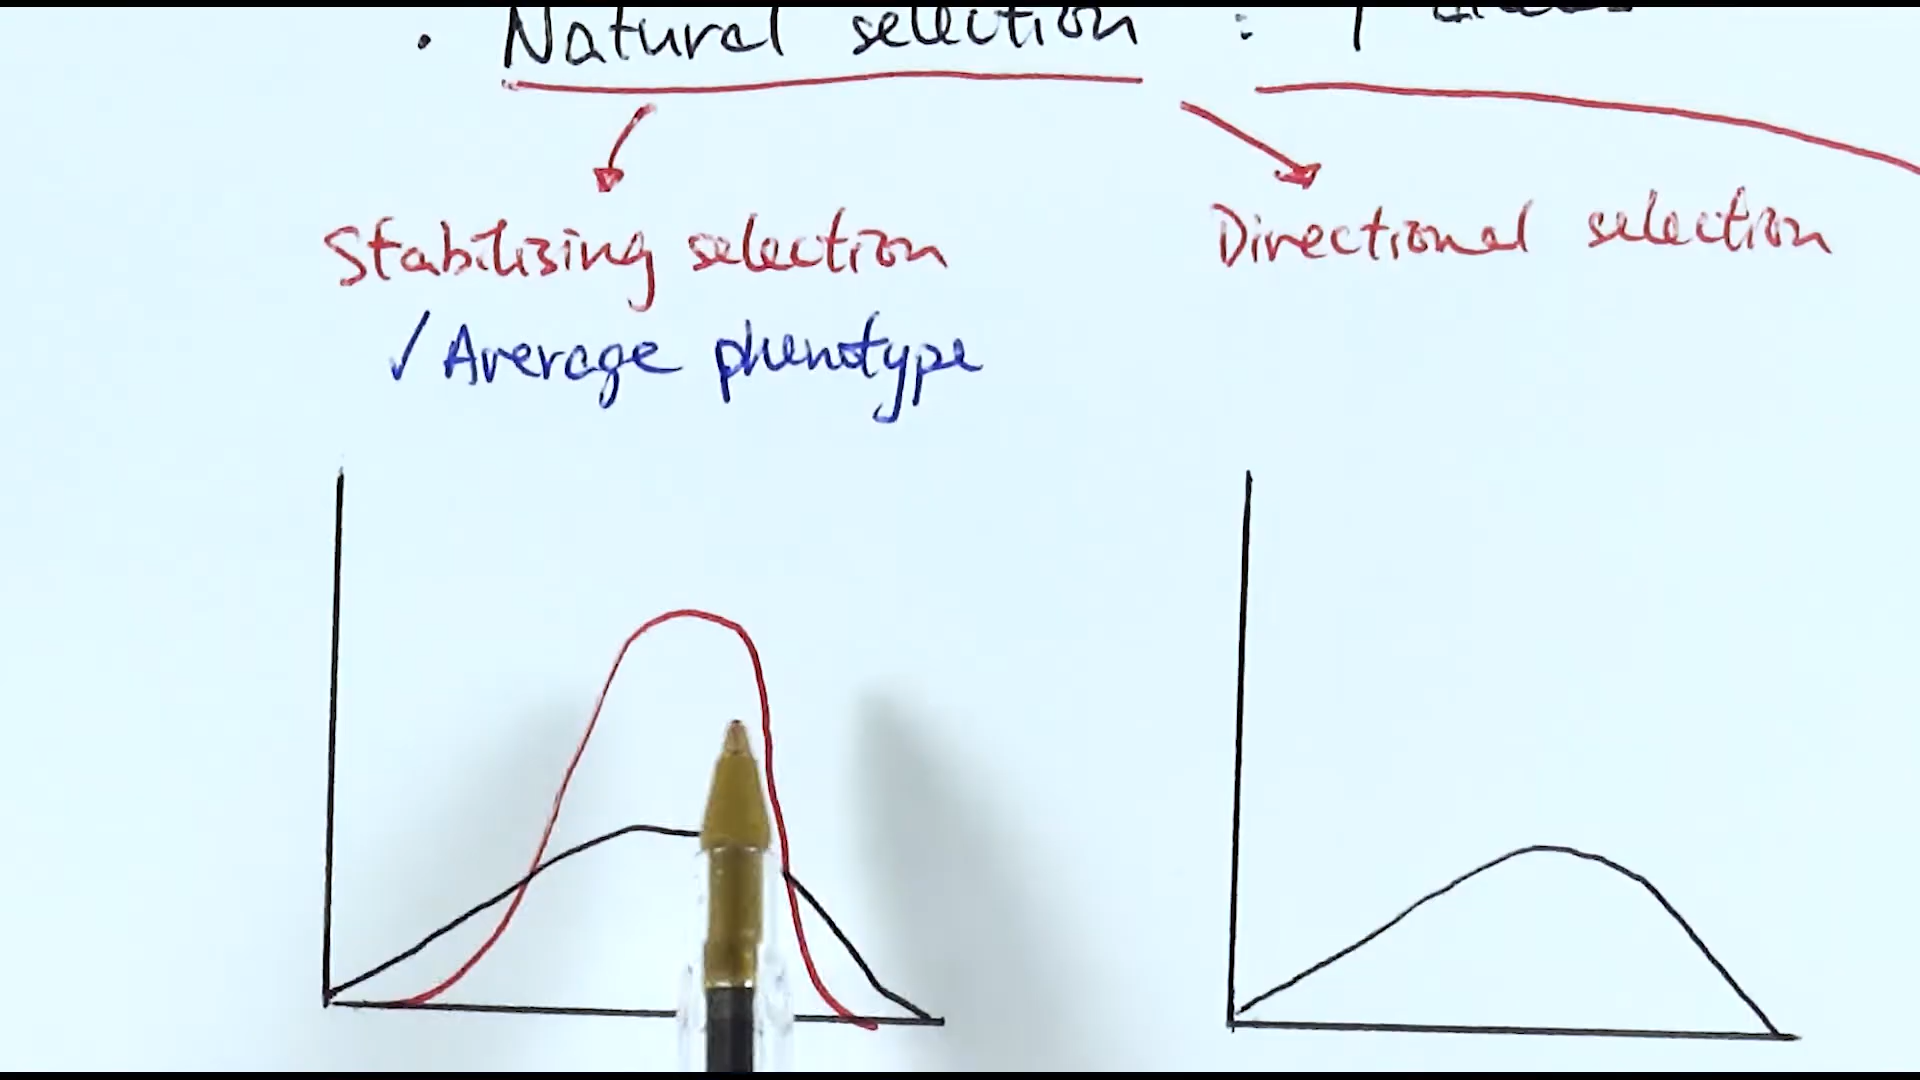 • Natural selection :
Stabilising selection
Directional selection
✓ Average phenotype